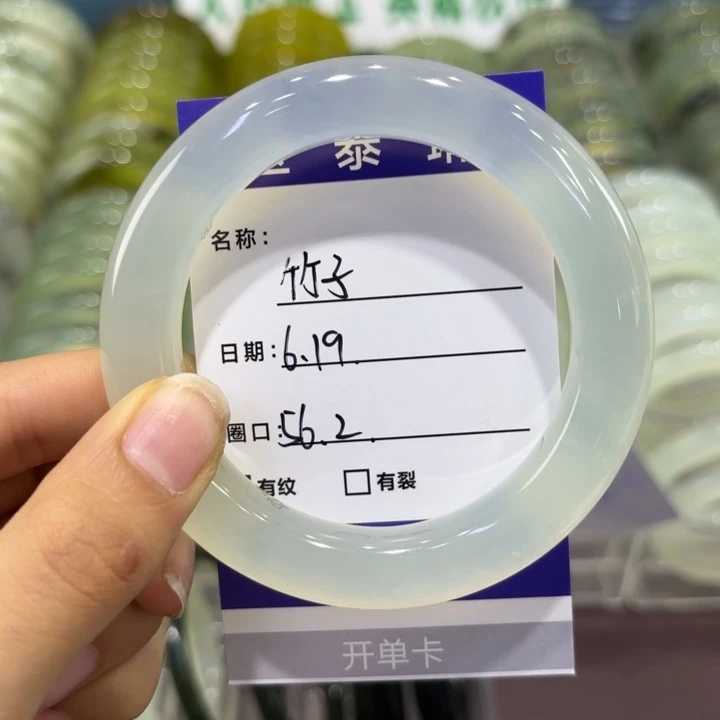 泰
名称：
竹子
日期：6.19.
圈口：56.2.
有纹 □有裂
开单卡